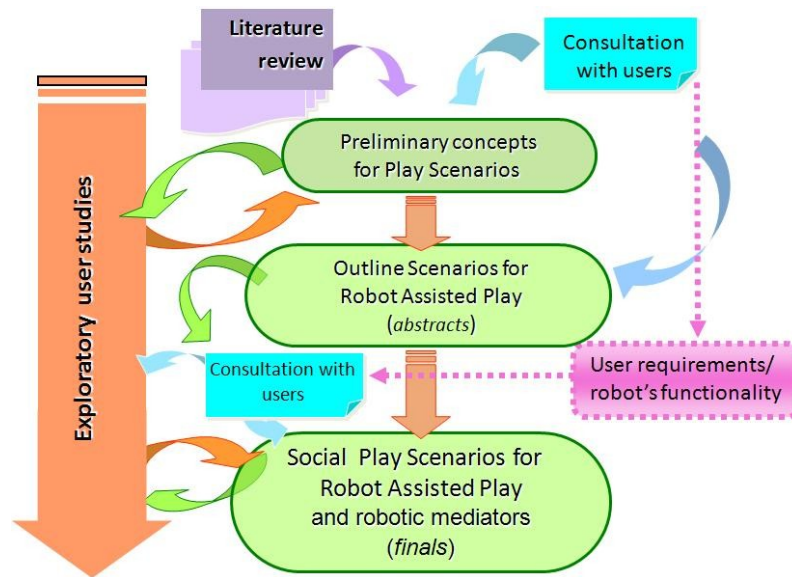 Literature
review
Consultation
with users
Preliminary concepts
for Play Scenarios
Exploratory user studies
Outline Scenarios for
Robot Assisted Play
(abstracts)
Consultation with
users
User requirements/
robot's functionality
Social Play Scenarios for
Robot Assisted Play
and robotic mediators
(finals)